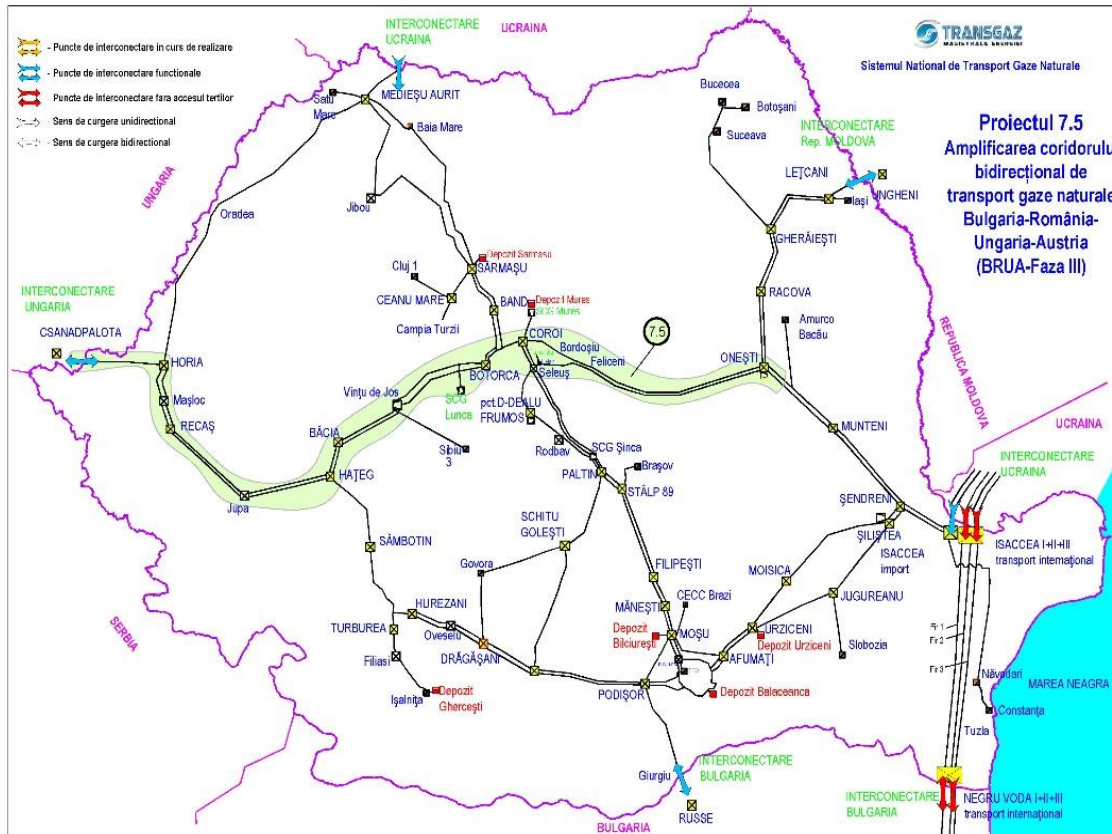 INTERCONECTARE
UCRAINA
UCRAINA
TRANSGAZ
MAGISTRALE ENERGIEI
Sistemul National de Transport Gaze Naturale
- Puncte de interconectare in curs de realizare
- Puncte de interconectare functionale
- Puncte de interconectare fara accesul tertilor
- Sens de curgere unidirectional
- Sens de curgere bidirectional
Proiectul 7.5
Amplificarea coridorulu
bidirecțional de
transport gaze naturale
Bulgaria-România-
Ungaria-Austria
(BRUA-Faza III)
MEDIEȘU AURIT
Satu
Mare
Baia Mare
Bucecea
Botoșani
Suceava
INTERCONECTARE
Rep. MOLDOVA
LEȚCANI
UNGHENI
Iași
UNGARIA
Oradea
Jibou
GHERĂIEȘTI
Depozit Sarmasu
SĂRMAȘU
Cluj 1
CEANU MARE
Campia Turzii
BAND
Depozit Mures
SCG Mures
COROI
RACOVA
Amurco
Bacău
INTERCONECTARE
UNGARIA
CSANADPALOTA
HORIA
7.5
Bordoșiu
Feliceni
ONEȘTI
REPUBLICA MOLDOVA
BOTORCA
Seleuș
Mașloc
Vințu de Jos
SCG
Lunca
pct.D-DEALU
FRUMOS
RECAȘ
BĂCIA
Sibiu
3
Rodbav
SCG Șinca
MUNTENI
UCRAINA
HAȚEG
Jupa
PALTIN
Brașov
STÂLP 89
INTERCONECTARE
UCRAINA
ȘENDRENI
ȘILIȘTEA
ISACCEA
import
ISACCEA I+II+III
transport internațional
SCHITU
GOLEȘTI
SÂMBOTIN
Govora
FILIPEȘTI
MOISICA
JUGUREANU
SERBIA
HUREZANI
Oveselu
TURBUREA
MĂNEȘTI
CECC Brazi
Depozit
Bilciurești
MOȘU
URZICENI
Depozit Urziceni
Slobozia
Fir 1
Fir 2
Fir 3
DRĂGĂȘANI
AFUMAȚI
Filiasi
Ișalnița
Depozit
Ghercești
PODIȘOR
Depozit Balaceanca
Năvodari
MAREA NEAGRA
Constanța
Tuzla
Giurgiu
INTERCONECTARE
BULGARIA
RUSSE
BULGARIA
INTERCONECTARE
BULGARIA
NEGRU VODA I+II+III
transport internațional